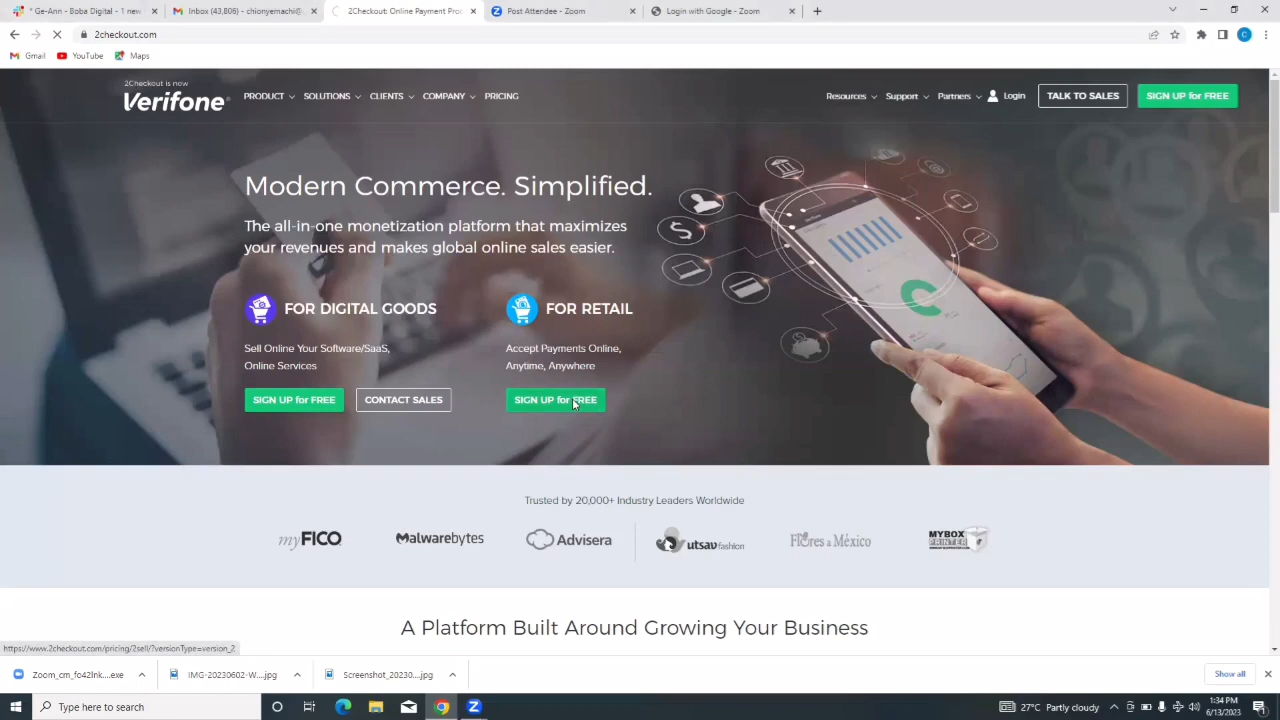 * Ge-Ann - Boba Digital - 1 new
Inbox (43,806) - chionyemachi@
2Checkout: Online Payment Proc
Post Attendee - Zoom
Login with Google - Zoom
2checkout.com
C
Gmail
YouTube
Maps
2Checkout is now
Verifone
PRODUCT
SOLUTIONS
CLIENTS
COMPANY
PRICING
Resources
Support
Partners
Login
TALK TO SALES
SIGN UP for FREE
Modern Commerce. Simplified.
The all-in-one monetization platform that maximizes
your revenues and makes global online sales easier.
FOR DIGITAL GOODS
FOR RETAIL
Sell Online Your Software/SaaS,
Online Services
Accept Payments Online,
Anytime, Anywhere
SIGN UP for FREE
CONTACT SALES
SIGN UP for FREE
Trusted by 20,000+ Industry Leaders Worldwide
myFICO
Malwarebytes
Advisera
utsav fashion
Flores a México
MYBOX PRINTER
A Platform Built Around Growing Your Business
https://www.2checkout.com/pricing/2sell/?versionType=version_2
Zoom_cm_fo42lnk....exe
IMG-20230602-W....jpg
Screenshot_20230....jpg
Show all
Type here to search
27°C Partly cloudy
1:34 PM
6/13/2023